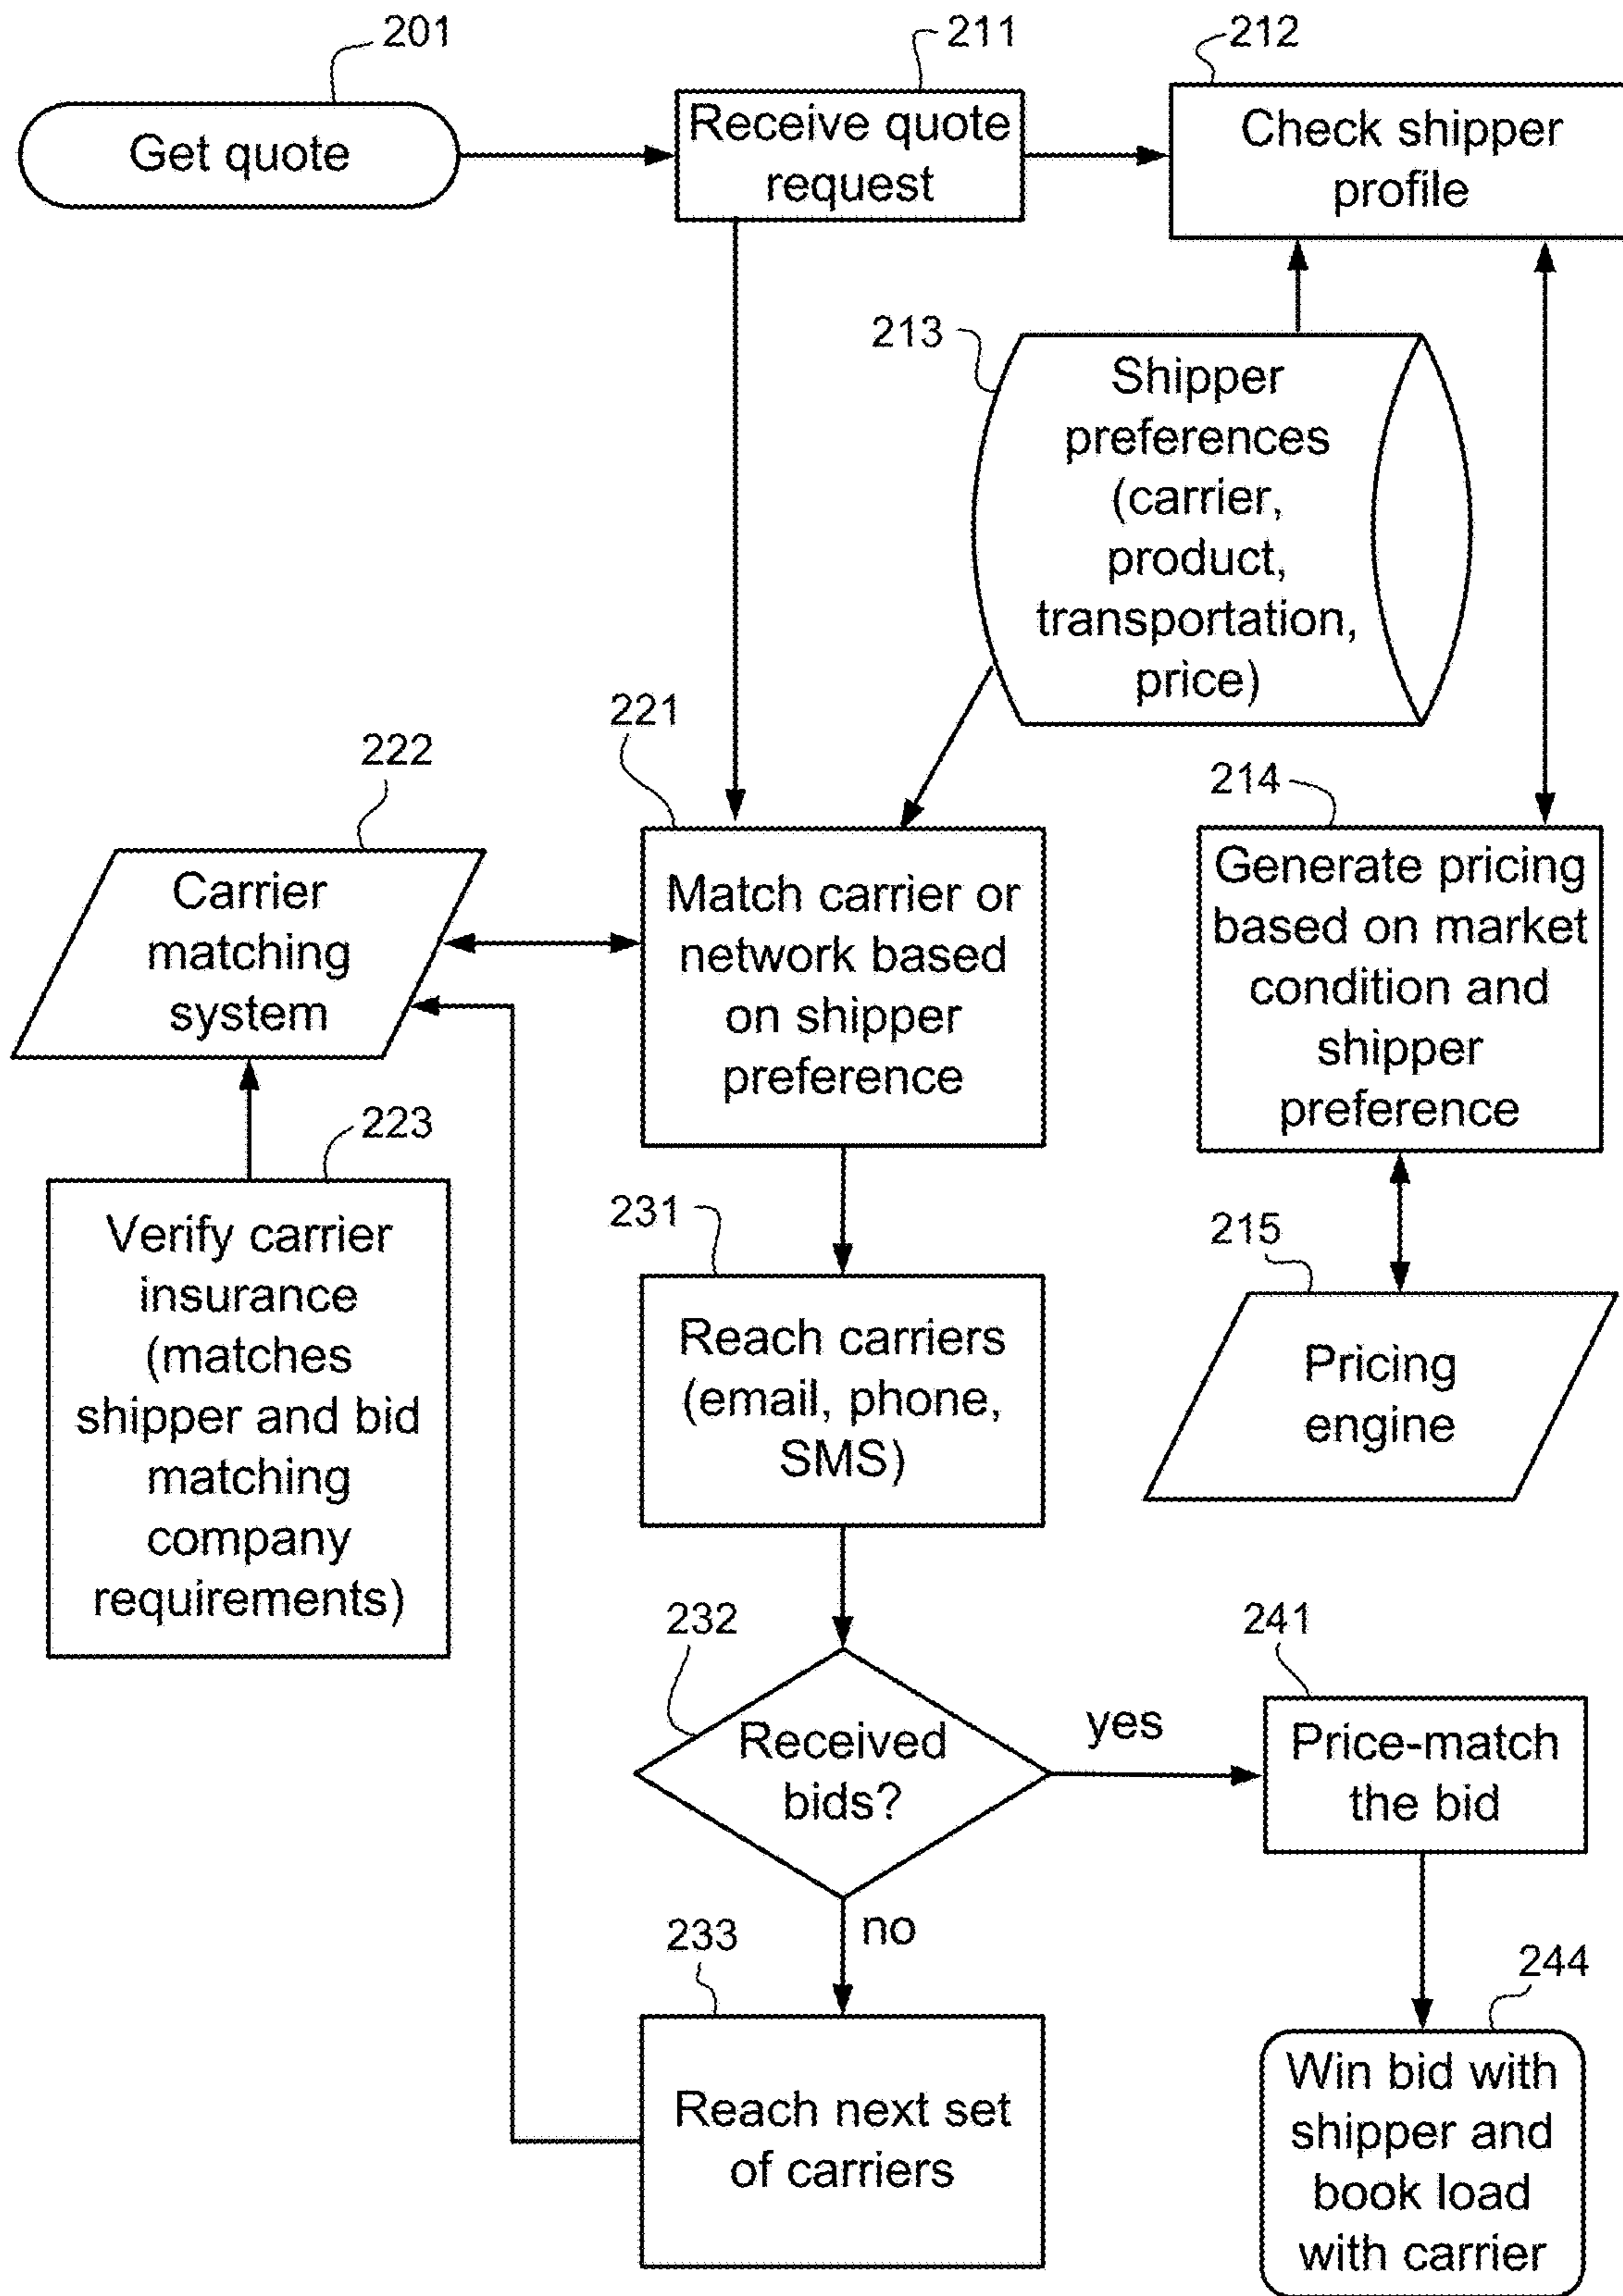 201
Get quote
211
Receive quote
request
212
Check shipper
profile
213
Shipper
preferences
(carrier,
product,
transportation,
price)
221
Match carrier or
network based
on shipper
preference
222
Carrier
matching
system
223
Verify carrier
insurance
(matches
shipper and bid
matching
company
requirements)
214
Generate pricing
based on market
condition and
shipper
preference
215
Pricing
engine
231
Reach carriers
(email, phone,
SMS)
232
Received
bids?
yes
no
241
Price-match
the bid
233
Reach next set
of carriers
244
Win bid with
shipper and
book load
with carrier